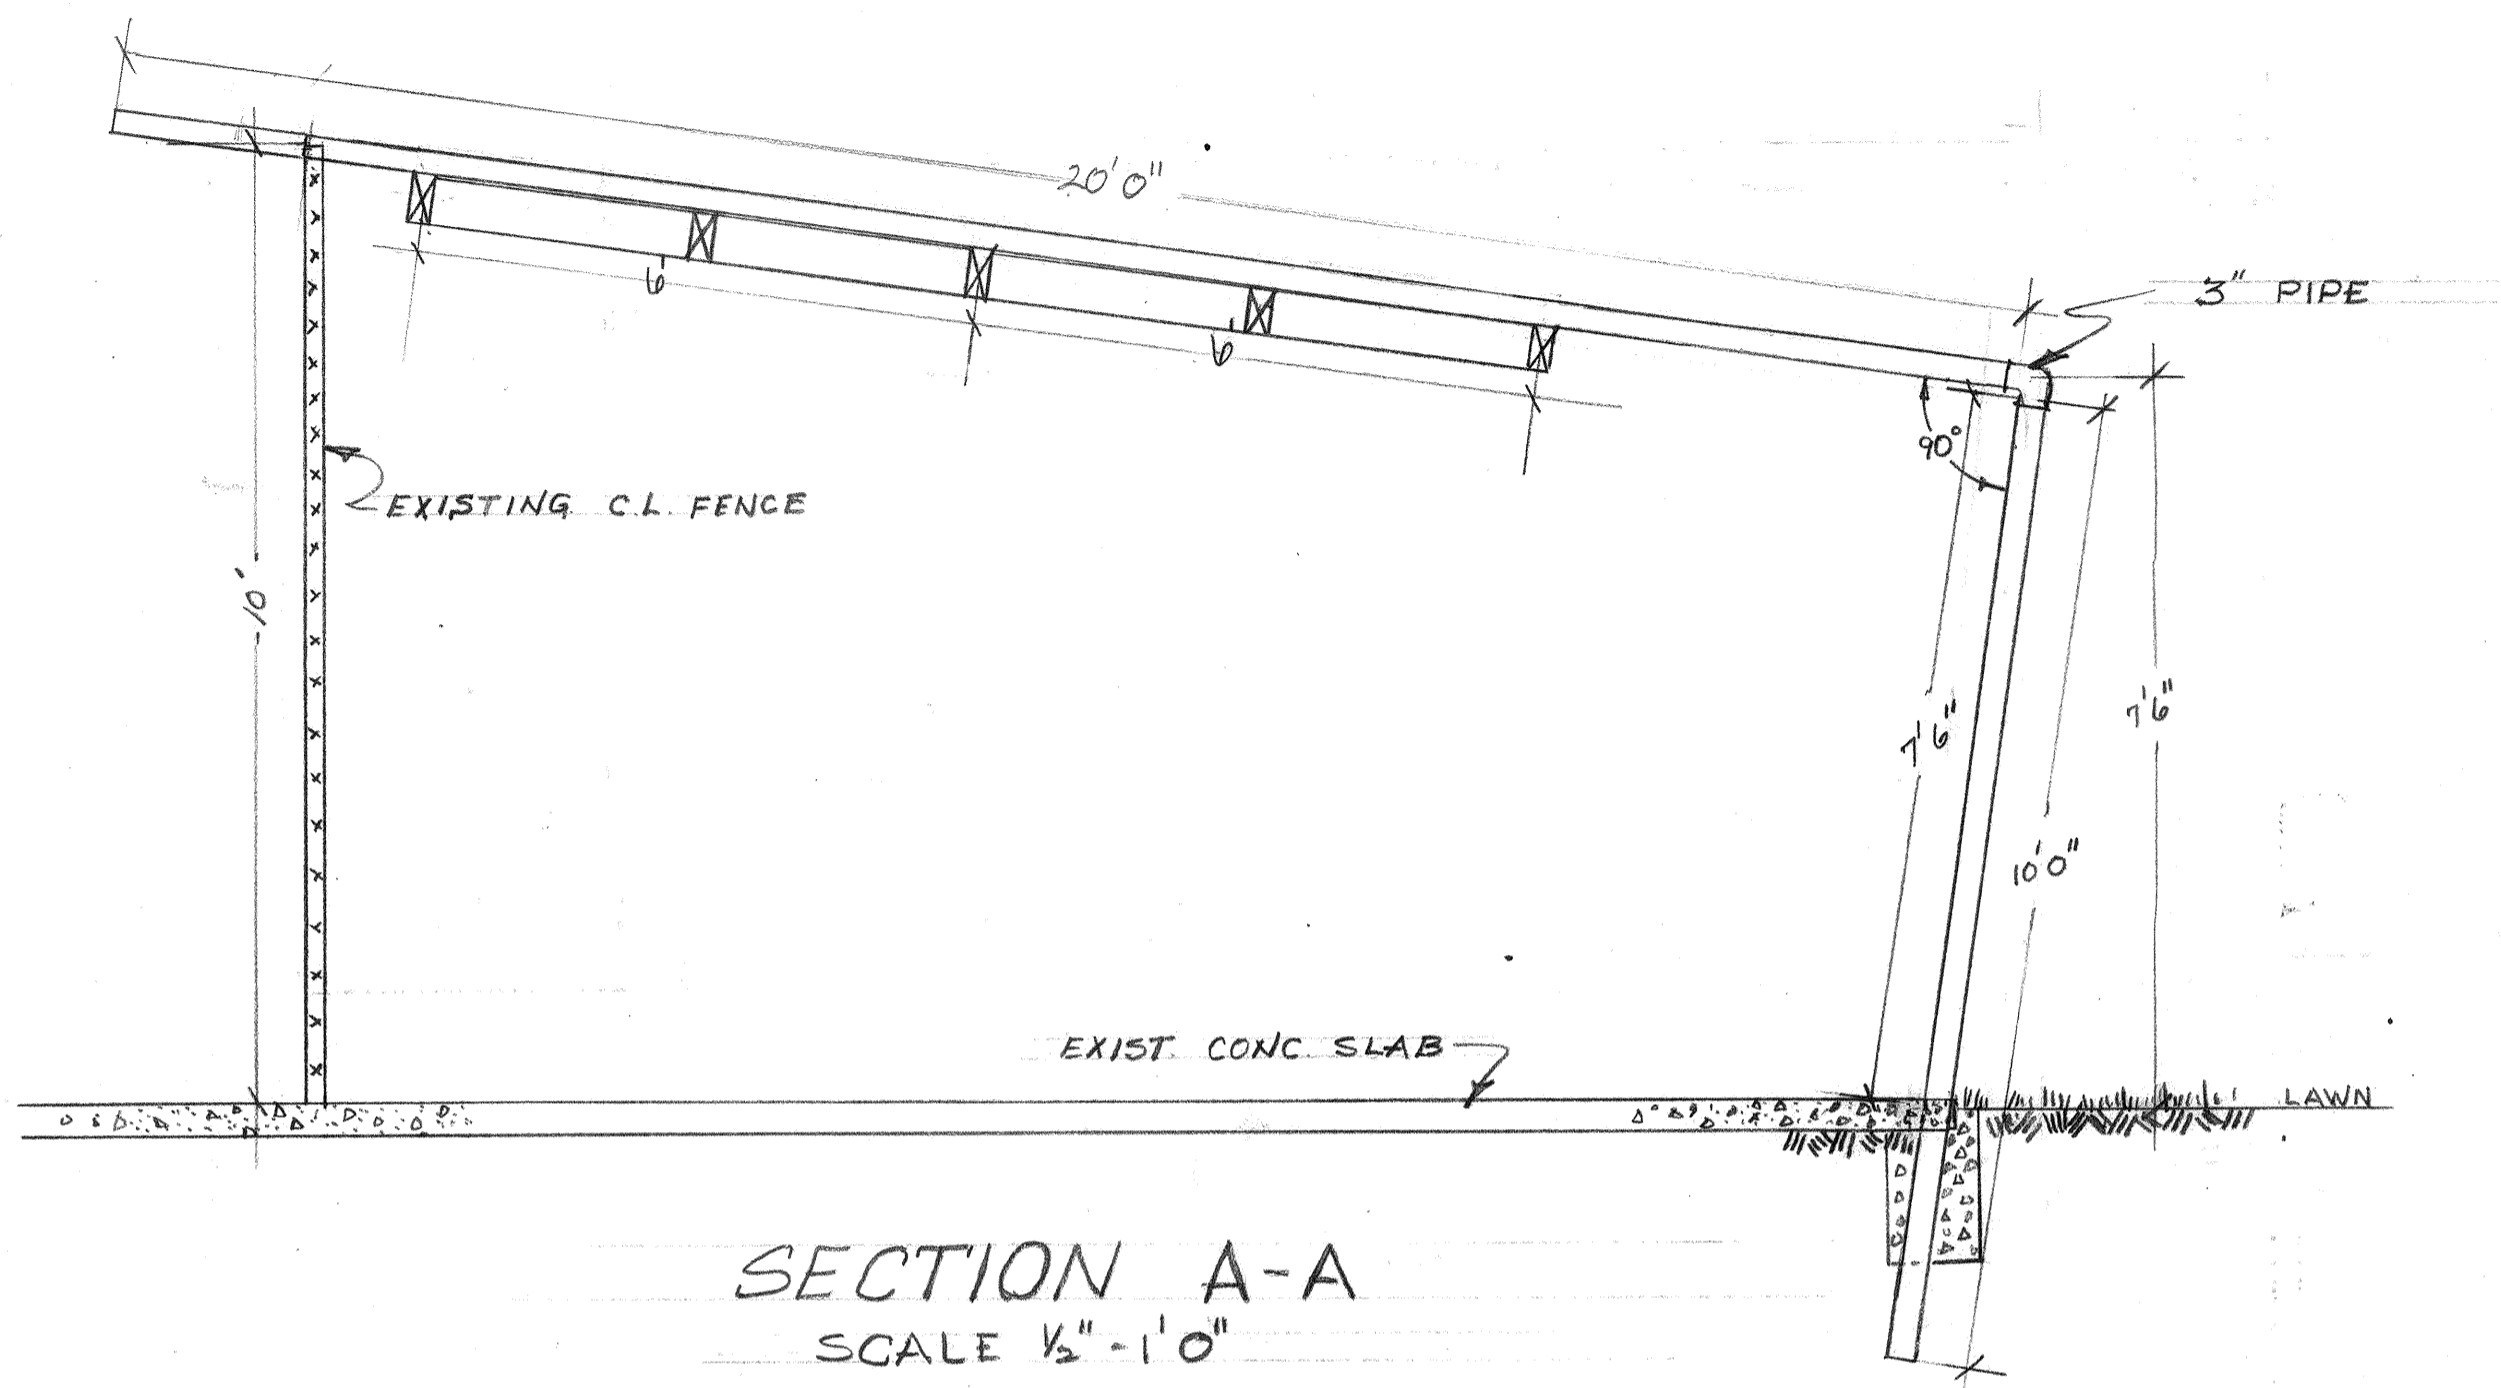 20'0"
3" PIPE
6'
6'
90°
EXISTING C.L. FENCE
10'
7'6"
7'6"
10'0"
EXIST. CONC. SLAB
LAWN
SECTION A-A
SCALE ½"-1'0"